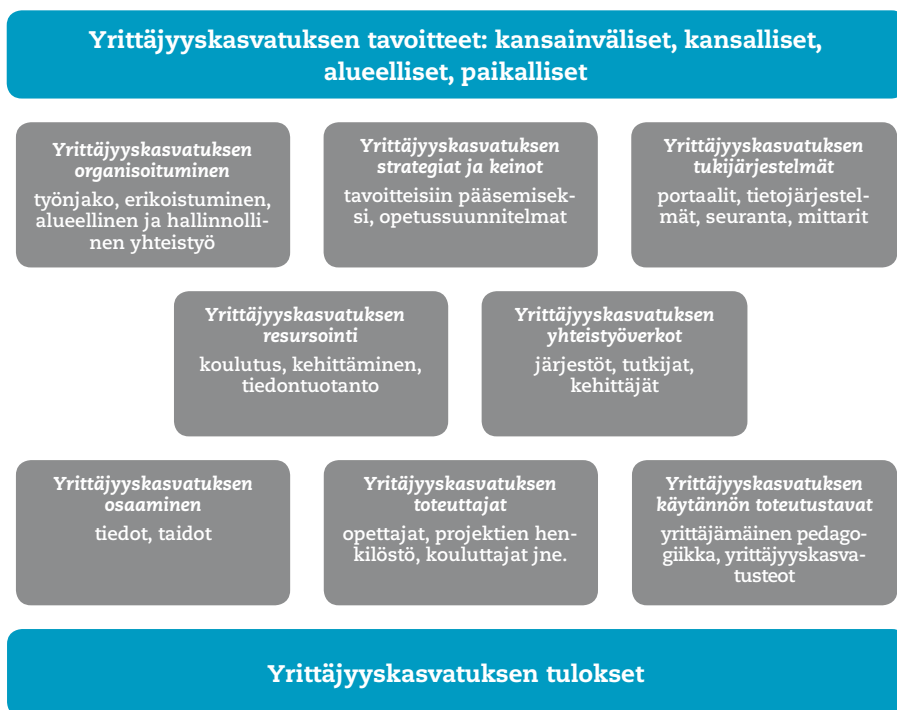 Yrittäjyyskasvatuksen tavoitteet: kansainväliset, kansalliset,
alueelliset, paikalliset
Yrittäjyyskasvatuksen
organisoituminen
työnjako, erikoistuminen,
alueellinen ja hallinnolli-
nen yhteistyö
Yrittäjyyskasvatuksen
strategiat ja keinot
tavoitteisiin pääsemisek-
si, opetussuunnitelmat
Yrittäjyyskasvatuksen
tukijärjestelmät
portaalit, tietojärjestel-
mät, seuranta, mittarit
Yrittäjyyskasvatuksen
resursointi
koulutus, kehittäminen,
tiedontuotanto
Yrittäjyyskasvatuksen
yhteistyöverkot
järjestöt, tutkijat,
kehittäjät
Yrittäjyyskasvatuksen
osaaminen
tiedot, taidot
Yritäjyyskasvatuksen
toteuttajat
opettajat, projektien hen-
kilöstö, kouluttajat jne.
Yrittäjyyskasvatuksen
käytännön toteutustavat
yrittäjämäinen pedago-
giikka, yrittäjyyskasva-
tusteot
Yrittäjyyskasvatuksen tulokset